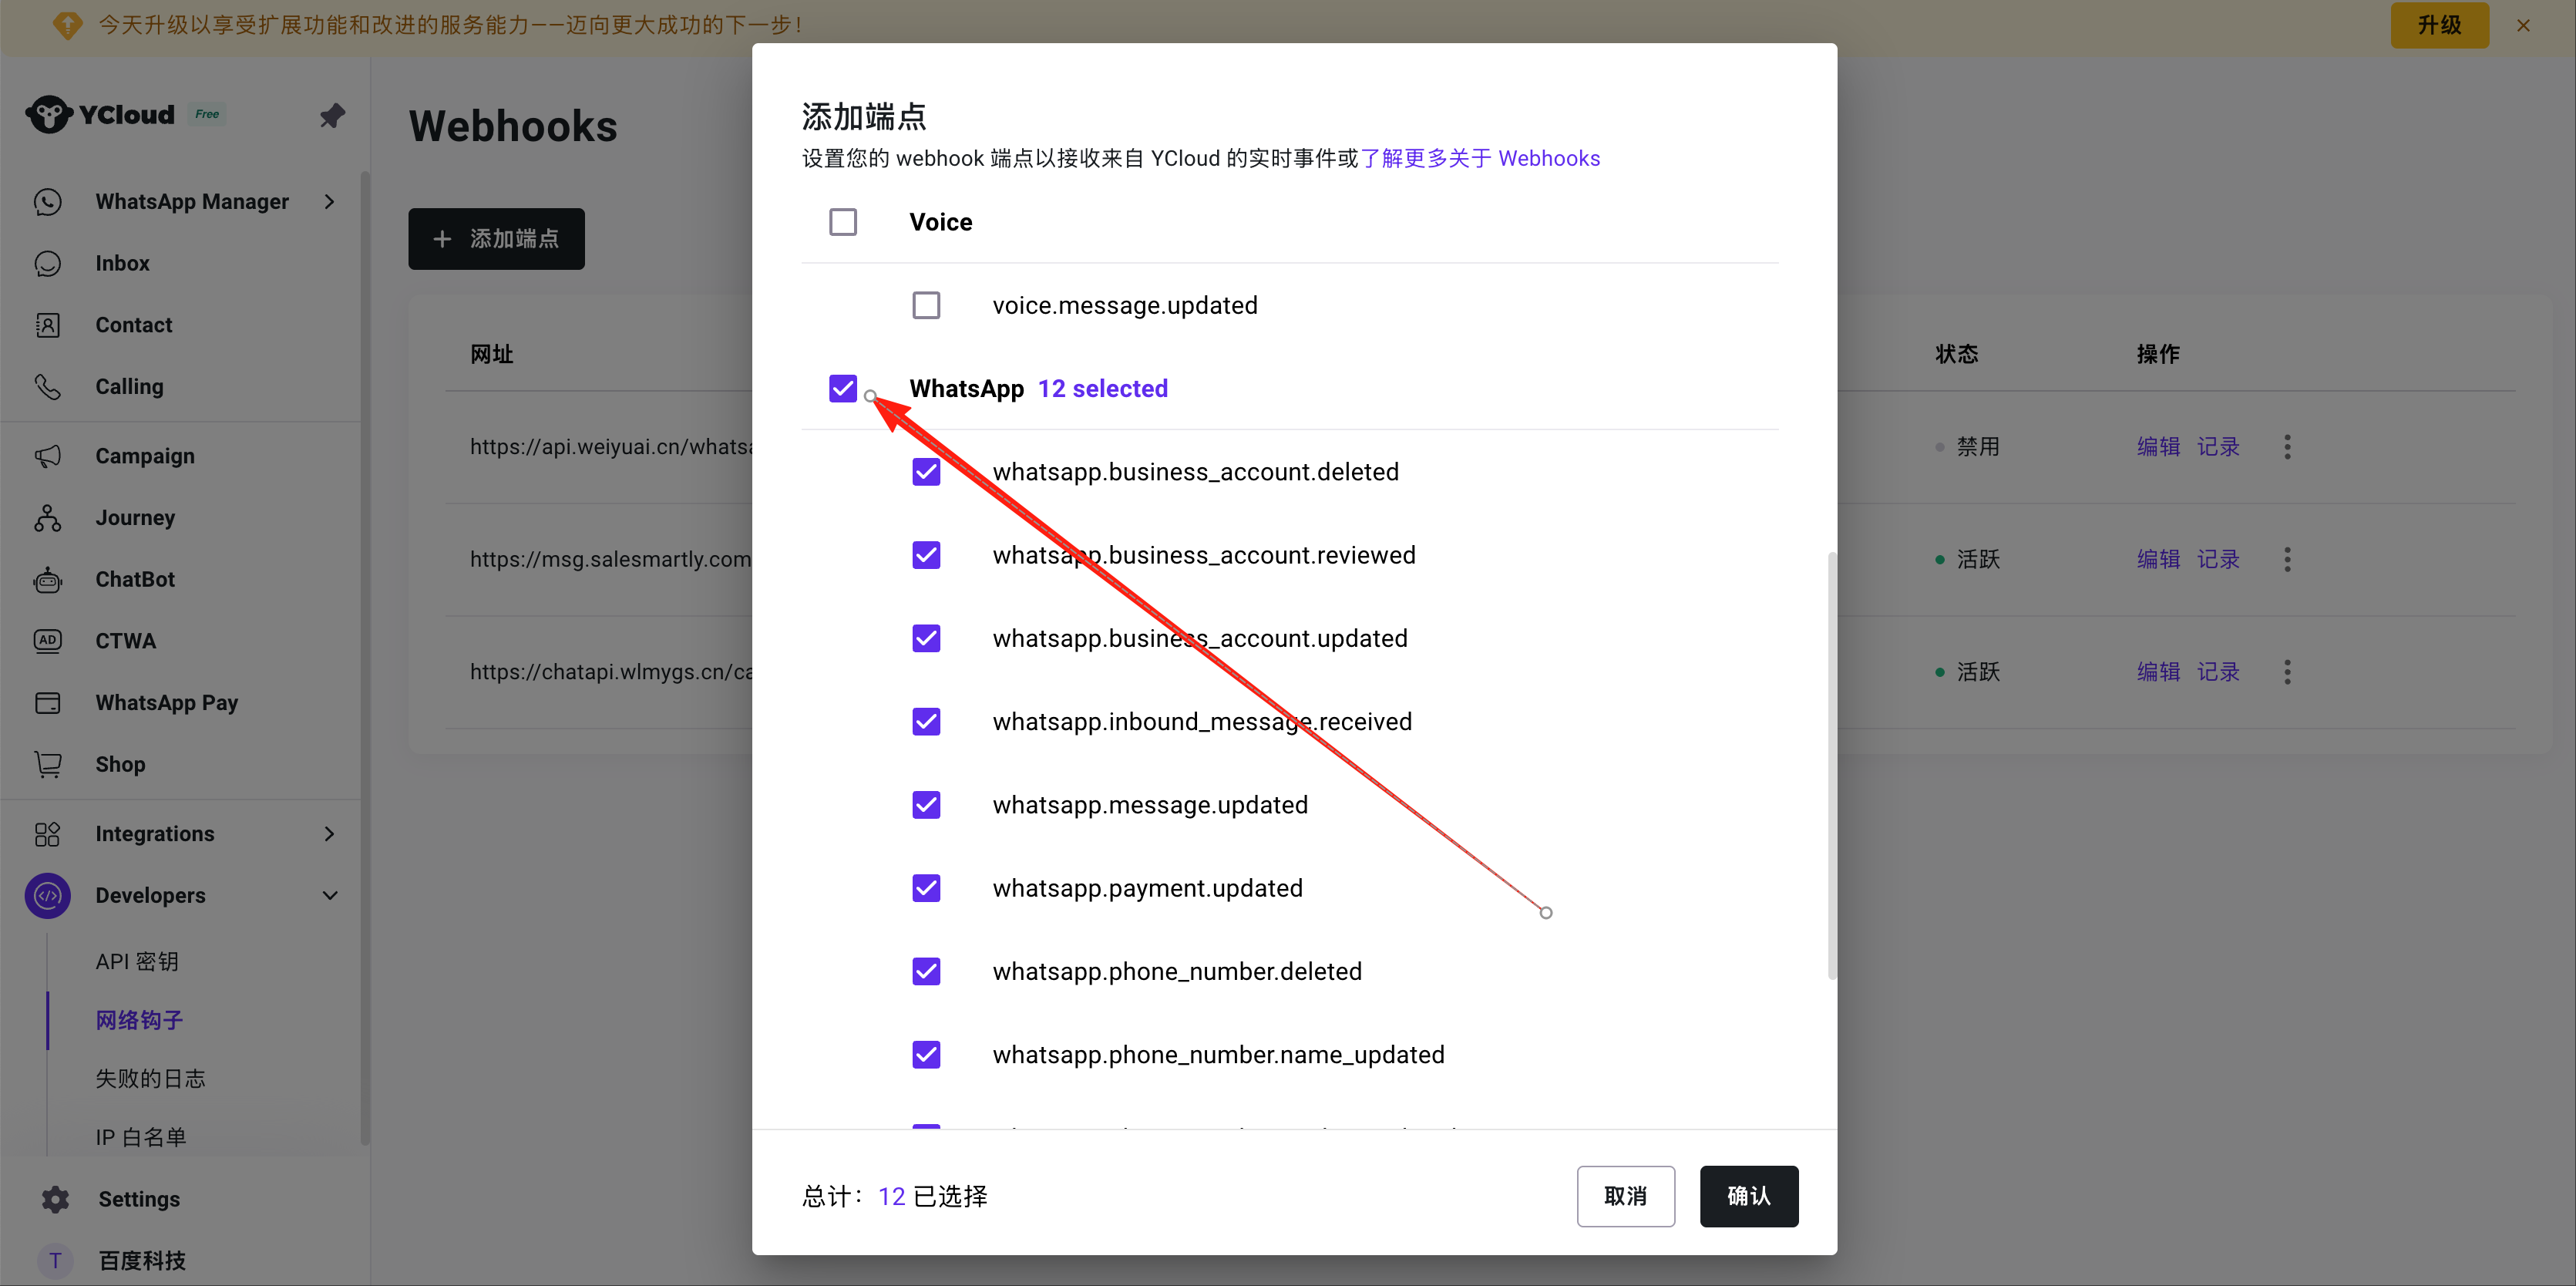 今天升级以享受扩展功能和改进的服务能力——迈向更大成功的下一步！
升级
YCloud Free
WhatsApp Manager
Inbox
Contact
Calling
Campaign
Journey
ChatBot
AD
CTWA
WhatsApp Pay
Shop
Integrations
Developers
API 密钥
网络钩子
失败的日志
IP 白名单
Settings
T 百度科技
Webhooks
+ 添加端点
网址
状态
操作
https://api.weiyuai.cn/whatsa
禁用
编辑 记录
https://msg.salesmartly.com
活跃
编辑 记录
https://chatapi.wlmygs.cn/ca
活跃
编辑 记录
添加端点
设置您的 webhook 端点以接收来自 YCloud 的实时事件或了解更多关于 Webhooks
Voice
voice.message.updated
WhatsApp 12 selected
whatsapp.business_account.deleted
whatsapp.business_account.reviewed
whatsapp.business_account.updated
whatsapp.inbound_message.received
whatsapp.message.updated
whatsapp.payment.updated
whatsapp.phone_number.deleted
whatsapp.phone_number.name_updated
总计：12 已选择
取消
确认